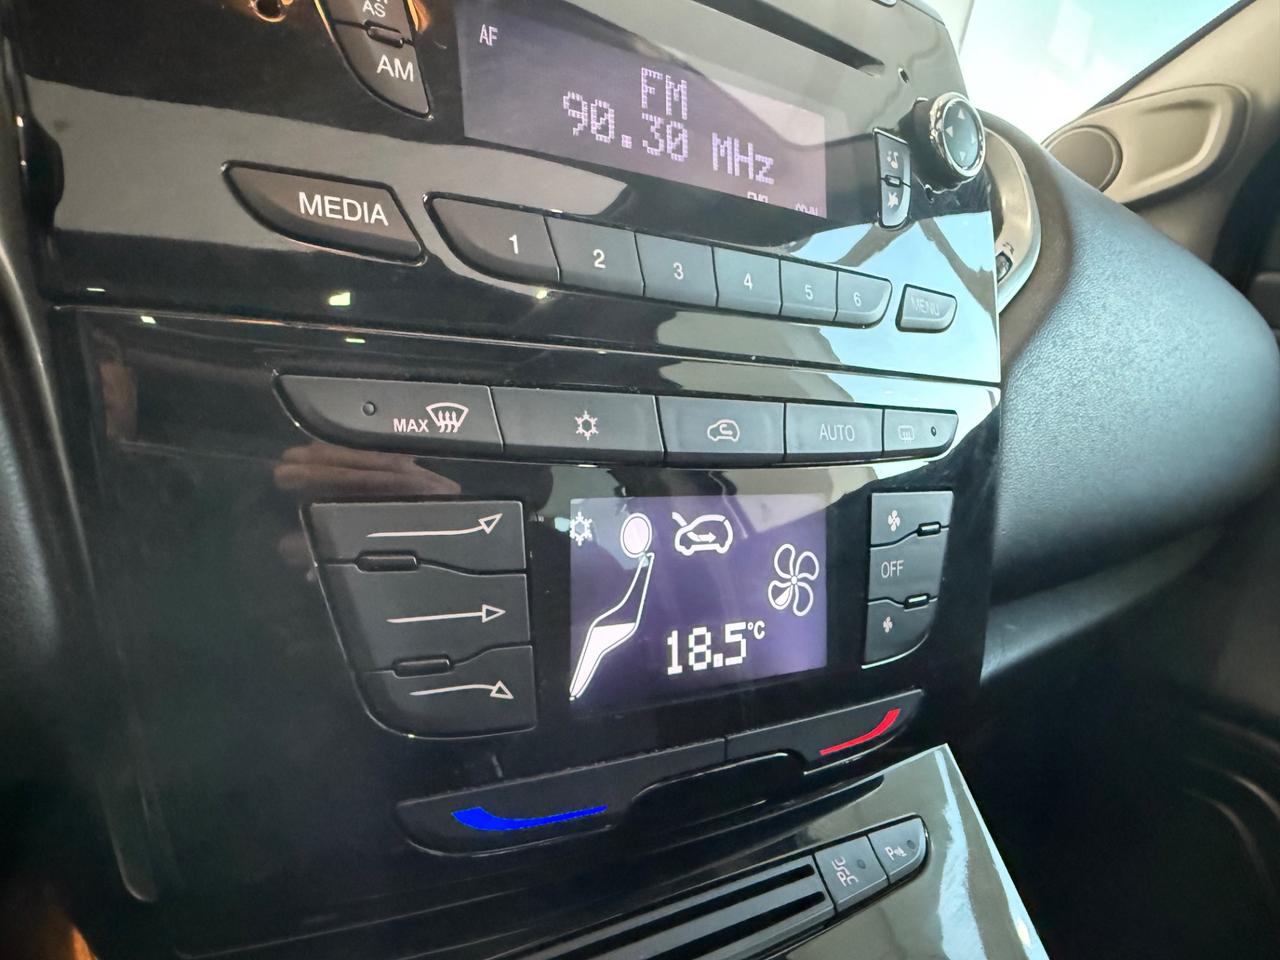 AS
AM
AF
FM
90.30 MHz
MEDIA
1 2 3 4 5 6 MENU
MAX AUTO
OFF
18.5°C
P